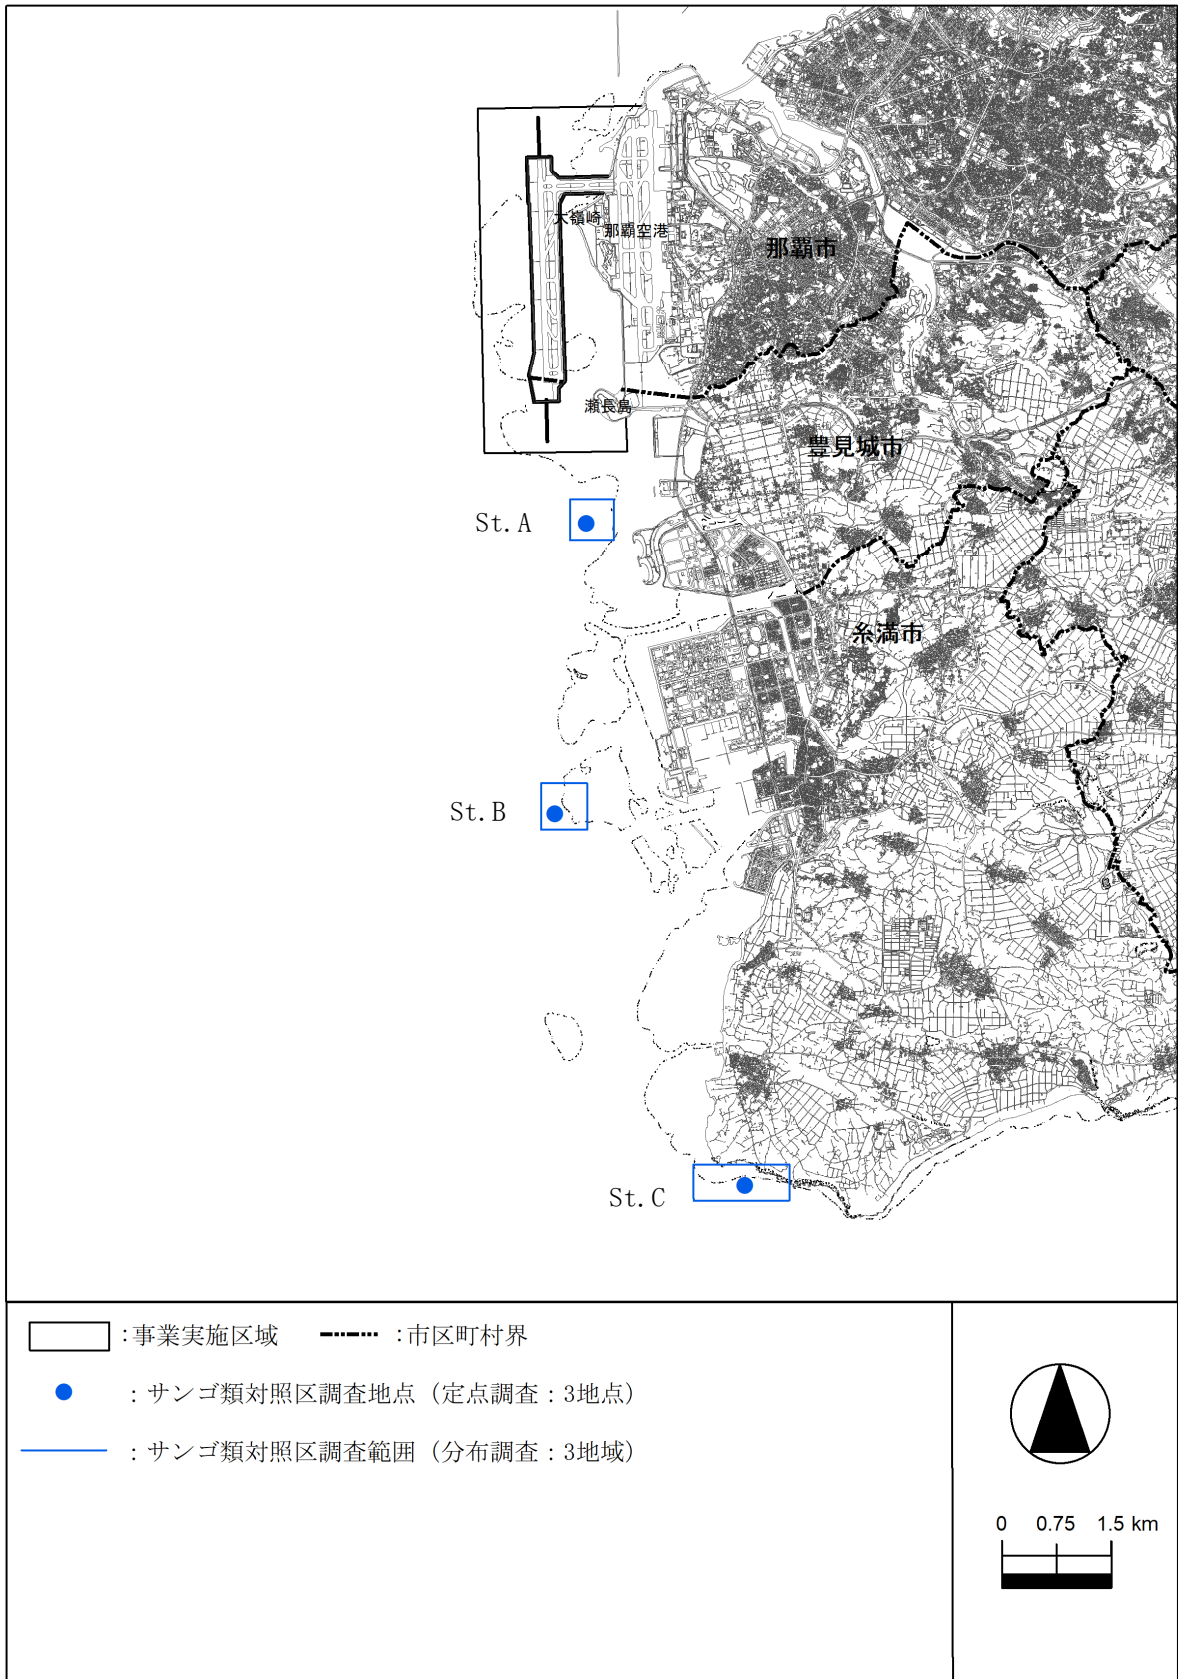 大嶺崎
那覇空港
那覇市
瀬長島
豊見城市
St.A
糸満市
St.B
St.C
：事業実施区域
：市区町村界
：サンゴ類対照区調査地点（定点調査：3地点）
：サンゴ類対照区調査範囲（分布調査：3地域）
0 0.75 1.5 km